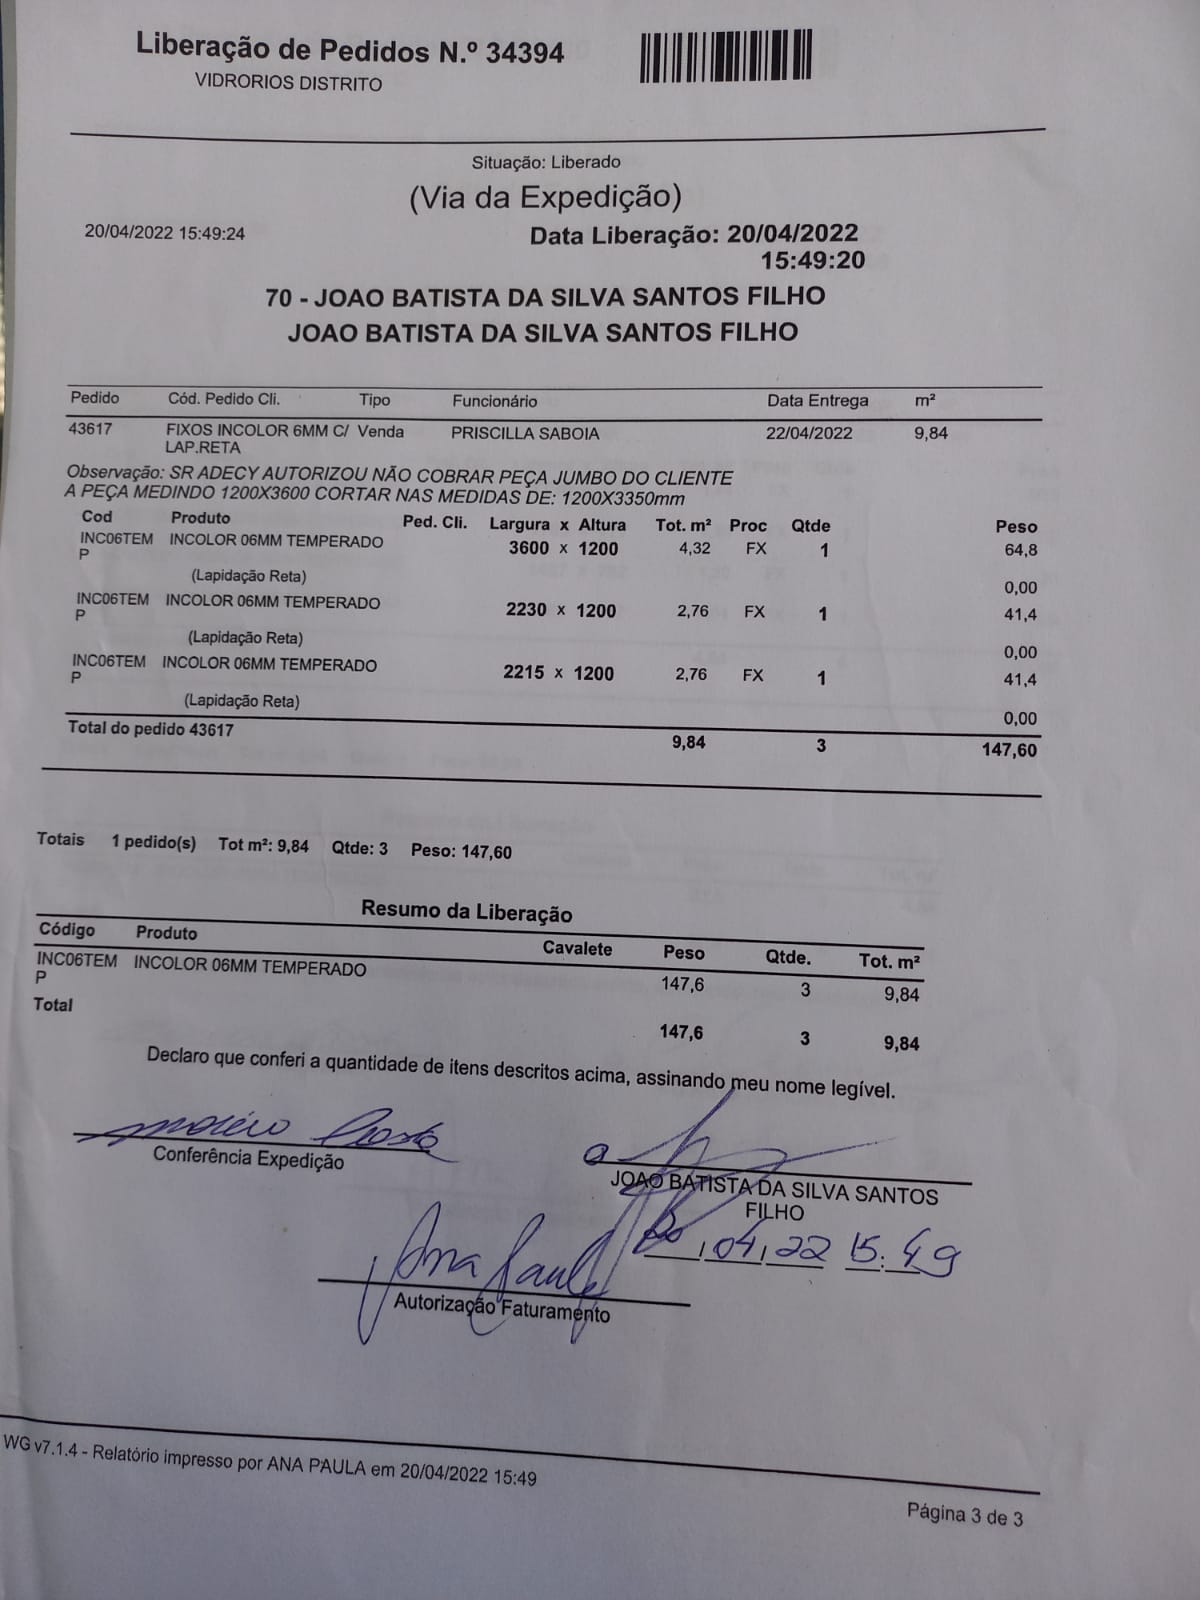 Liberação de Pedidos N.º 34394
VIDRORIOS DISTRITO
Situação: Liberado
(Via da Expedição)
20/04/2022 15:49:24
Data Liberação: 20/04/2022
15:49:20
70 - JOAO BATISTA DA SILVA SANTOS FILHO
JOAO BATISTA DA SILVA SANTOS FILHO
Pedido Cód. Pedido Cli. Tipo Funcionário Data Entrega m²
43617 FIXOS INCOLOR 6MM C/ Venda PRISCILLA SABOIA 22/04/2022 9,84
LAP.RETA
Observação: SR ADECY AUTORIZOU NÃO COBRAR PEÇA JUMBO DO CLIENTE
A PEÇA MEDINDO 1200X3600 CORTAR NAS MEDIDAS DE: 1200X3350mm
Cod Produto Ped. Cli. Largura x Altura Tot. m² Proc Qtde Peso
INC06TEM INCOLOR 06MM TEMPERADO 3600 x 1200 4,32 FX 1 64,8
P
(Lapidação Reta) 0,00
INC06TEM INCOLOR 06MM TEMPERADO 2230 x 1200 2,76 FX 1 41,4
P
(Lapidação Reta) 0,00
INC06TEM INCOLOR 06MM TEMPERADO 2215 x 1200 2,76 FX 1 41,4
P
(Lapidação Reta) 0,00
Total do pedido 43617 9,84 3 147,60
Totais 1 pedido(s) Tot m²: 9,84 Qtde: 3 Peso: 147,60
Resumo da Liberação
Código Produto Cavalete Peso Qtde. Tot. m²
INC06TEM INCOLOR 06MM TEMPERADO 147,6 3 9,84
P
Total 147,6 3 9,84
Declaro que conferi a quantidade de itens descritos acima, assinando meu nome legível.
Costa
Conferência Expedição
JOAO BATISTA DA SILVA SANTOS
FILHO
20, 04, 22 15:49
Ana Paula
Autorização Faturamento
WG v7.1.4 - Relatório impresso por ANA PAULA em 20/04/2022 15:49
Página 3 de 3